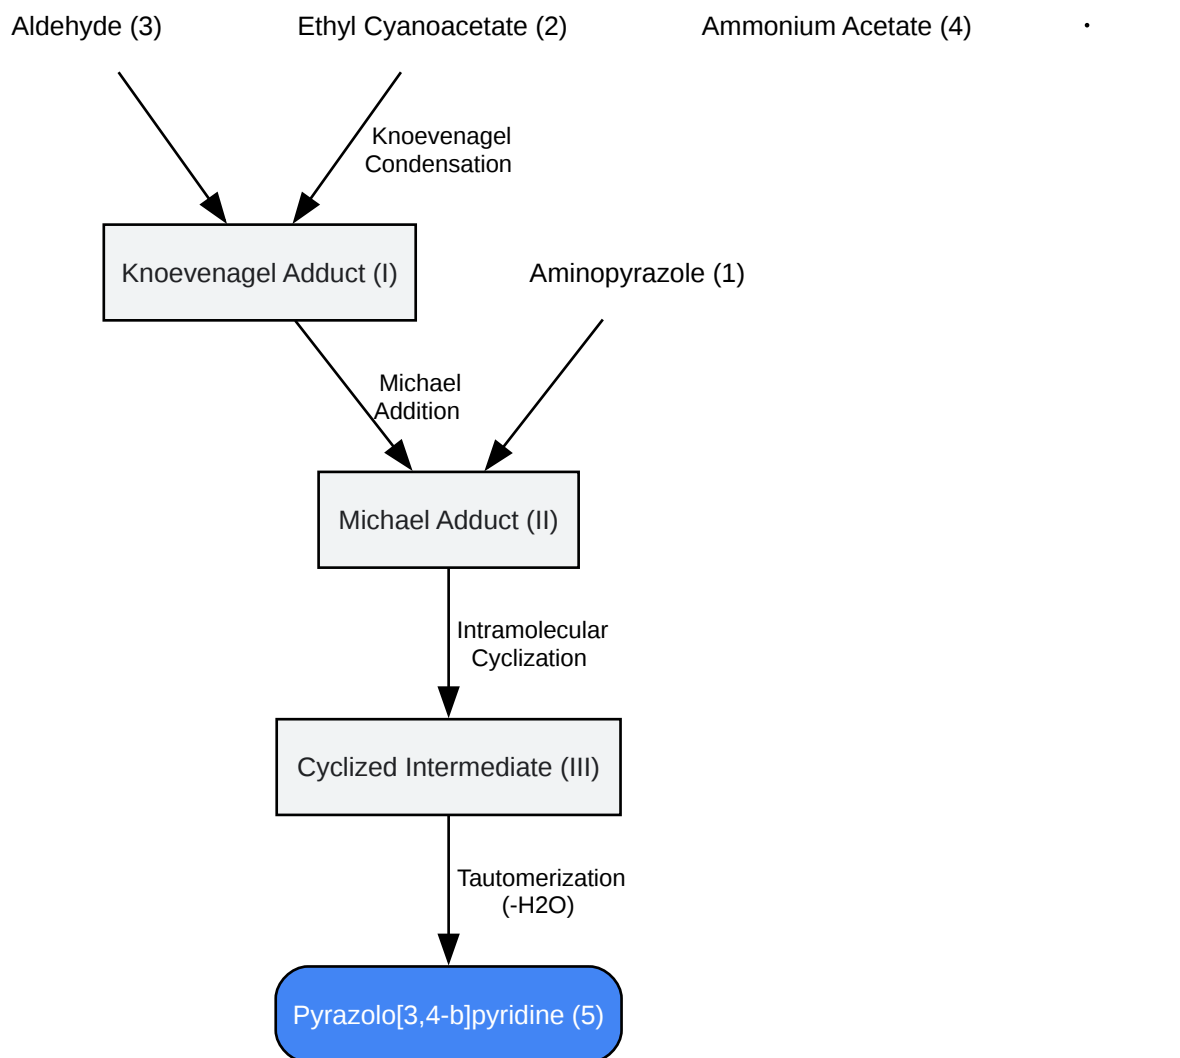 Aldehyde (3)
Ethyl Cyanoacetate (2)
Ammonium Acetate (4)
Knoevenagel
Condensation
Knoevenagel Adduct (I)
Aminopyrazole (1)
Michael
Addition
Michael Adduct (II)
Intramolecular
Cyclization
Cyclized Intermediate (III)
Tautomerization
(-H2O)
Pyrazolo[3,4-b]pyridine (5)